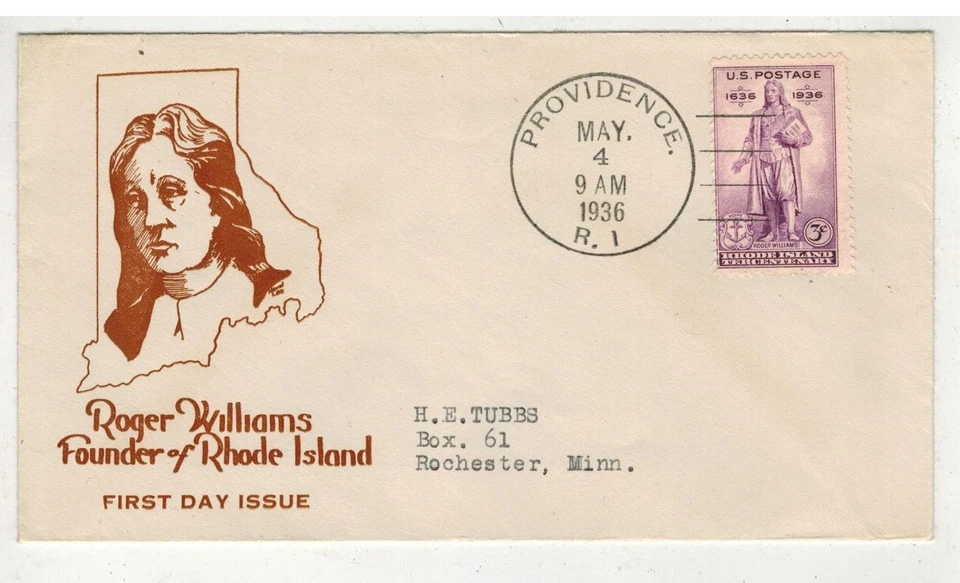 PROVIDENCE.
MAY.
4
9 AM
1936
R. I
U.S. POSTAGE
1636 1936
3¢
ROGER WILLIAMS
RHODE ISLAND
TERCENTENARY
Roger Williams
Founder of Rhode Island
FIRST DAY ISSUE
H.E.TUBBS
Box. 61
Rochester, Minn.